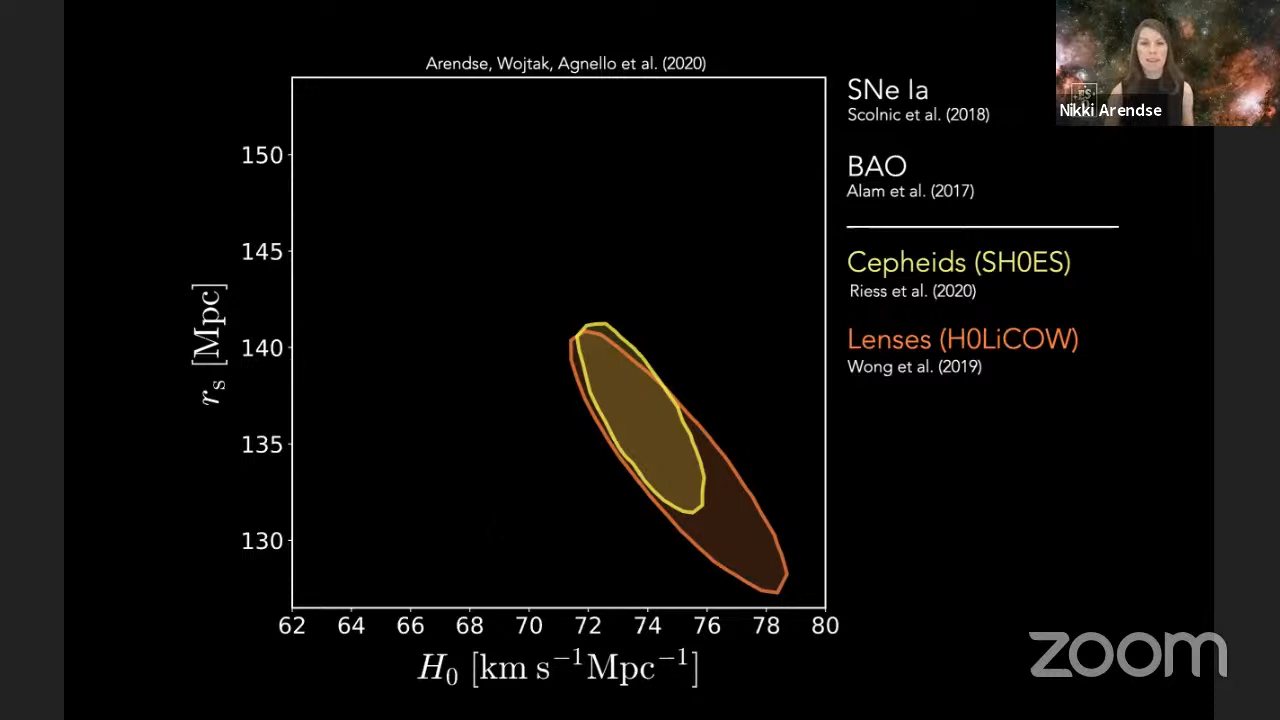 Arendse, Wojtak, Agnello et al. (2020)
150
145
140
135
130
r_s [Mpc]
62 64 66 68 70 72 74 76 78 80
H_0 [km s^−1 Mpc^−1]
SNe Ia
Scolnic et al. (2018)
BAO
Alam et al. (2017)
Cepheids (SH0ES)
Riess et al. (2020)
Lenses (H0LiCOW)
Wong et al. (2019)
Nikki Arendse
zoom